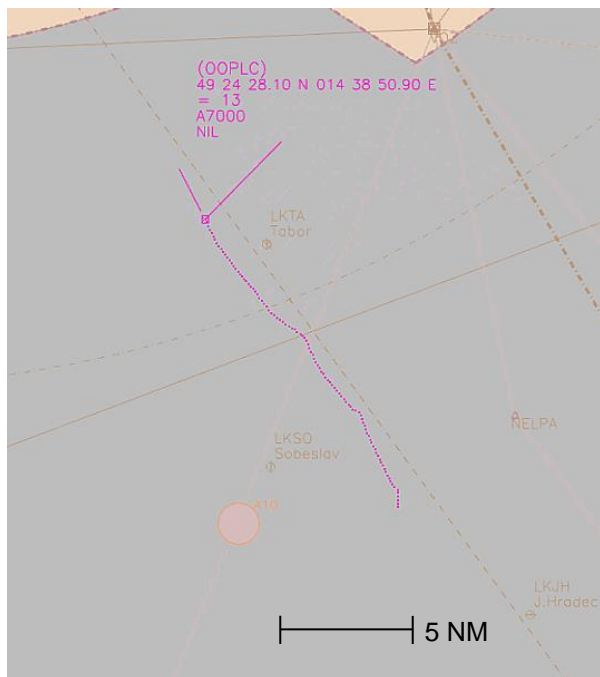 (OOPLC)
49 24 28.10 N 014 38 50.90 E
= 13
A7000
NIL
LKTA
Tabor
NELPA
LKSO
Sobeslav
LKJH
J.Hradec
5 NM